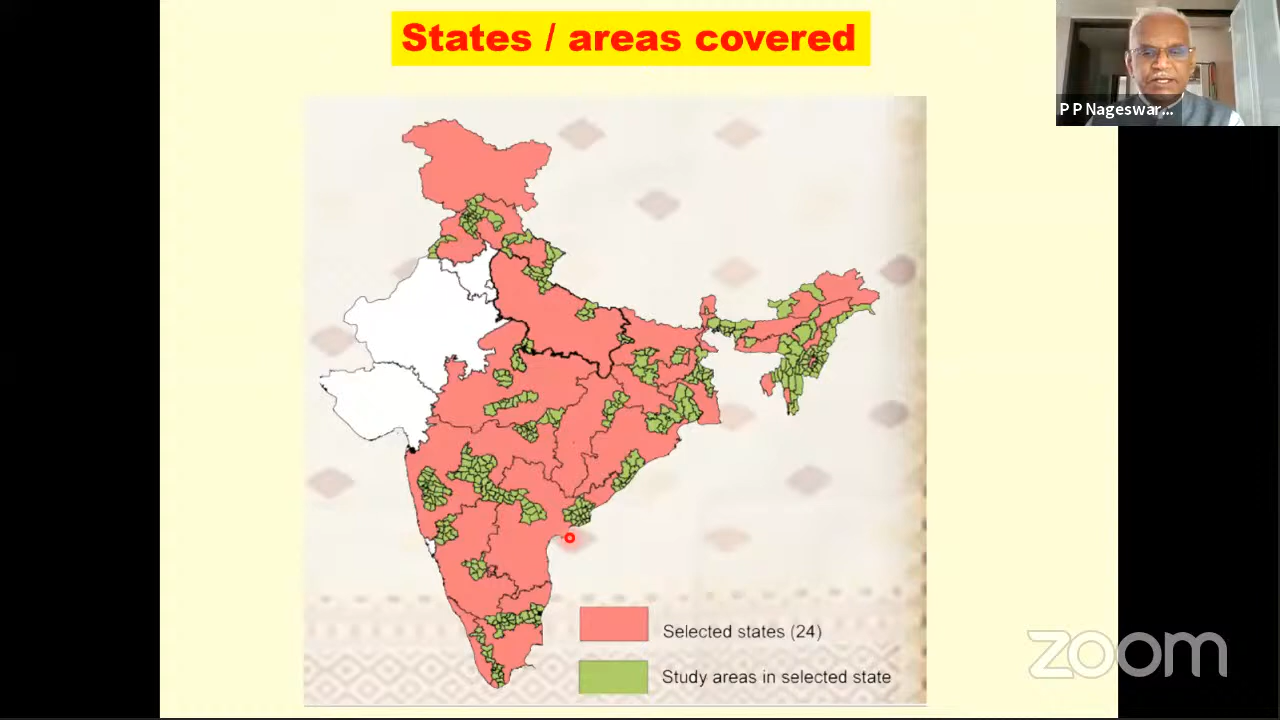 States / areas covered
P P Nageswar...
Selected states (24)
Study areas in selected state
zoom